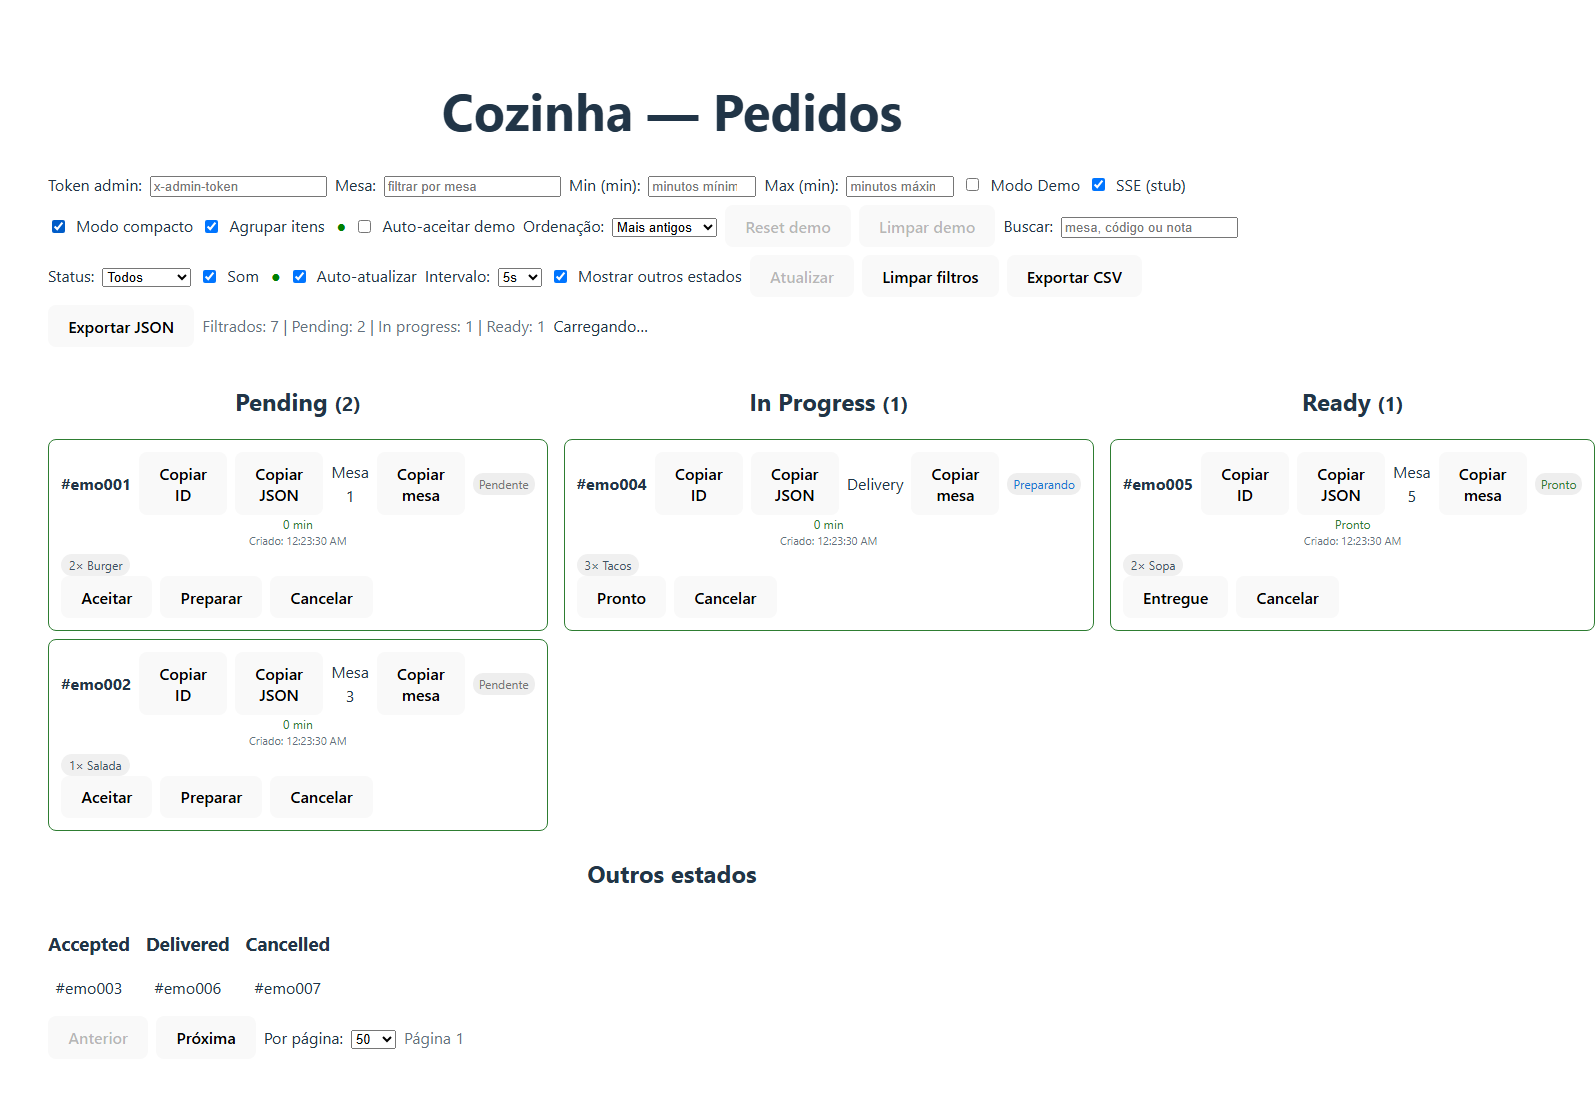 Cozinha — Pedidos
Token admin: x-admin-token Mesa: filtrar por mesa Min (min): minutos mínim Max (min): minutos máxin Modo Demo SSE (stub)
Modo compacto Agrupar itens Auto-aceitar demo Ordenação: Mais antigos Reset demo Limpar demo Buscar: mesa, código ou nota
Status: Todos Som Auto-atualizar Intervalo: 5s Mostrar outros estados Atualizar Limpar filtros Exportar CSV
Exportar JSON Filtrados: 7 | Pending: 2 | In progress: 1 | Ready: 1 Carregando...
Pending (2)
#emo001 Copiar ID Copiar JSON Mesa 1 Copiar mesa Pendente
0 min
Criado: 12:23:30 AM
2× Burger
Aceitar Preparar Cancelar
#emo002 Copiar ID Copiar JSON Mesa 3 Copiar mesa Pendente
0 min
Criado: 12:23:30 AM
1× Salada
Aceitar Preparar Cancelar
In Progress (1)
#emo004 Copiar ID Copiar JSON Delivery Copiar mesa Preparando
0 min
Criado: 12:23:30 AM
3× Tacos
Pronto Cancelar
Ready (1)
#emo005 Copiar ID Copiar JSON Mesa 5 Copiar mesa Pronto
Pronto
Criado: 12:23:30 AM
2× Sopa
Entregue Cancelar
Outros estados
Accepted Delivered Cancelled
#emo003 #emo006 #emo007
Anterior Próxima Por página: 50 Página 1